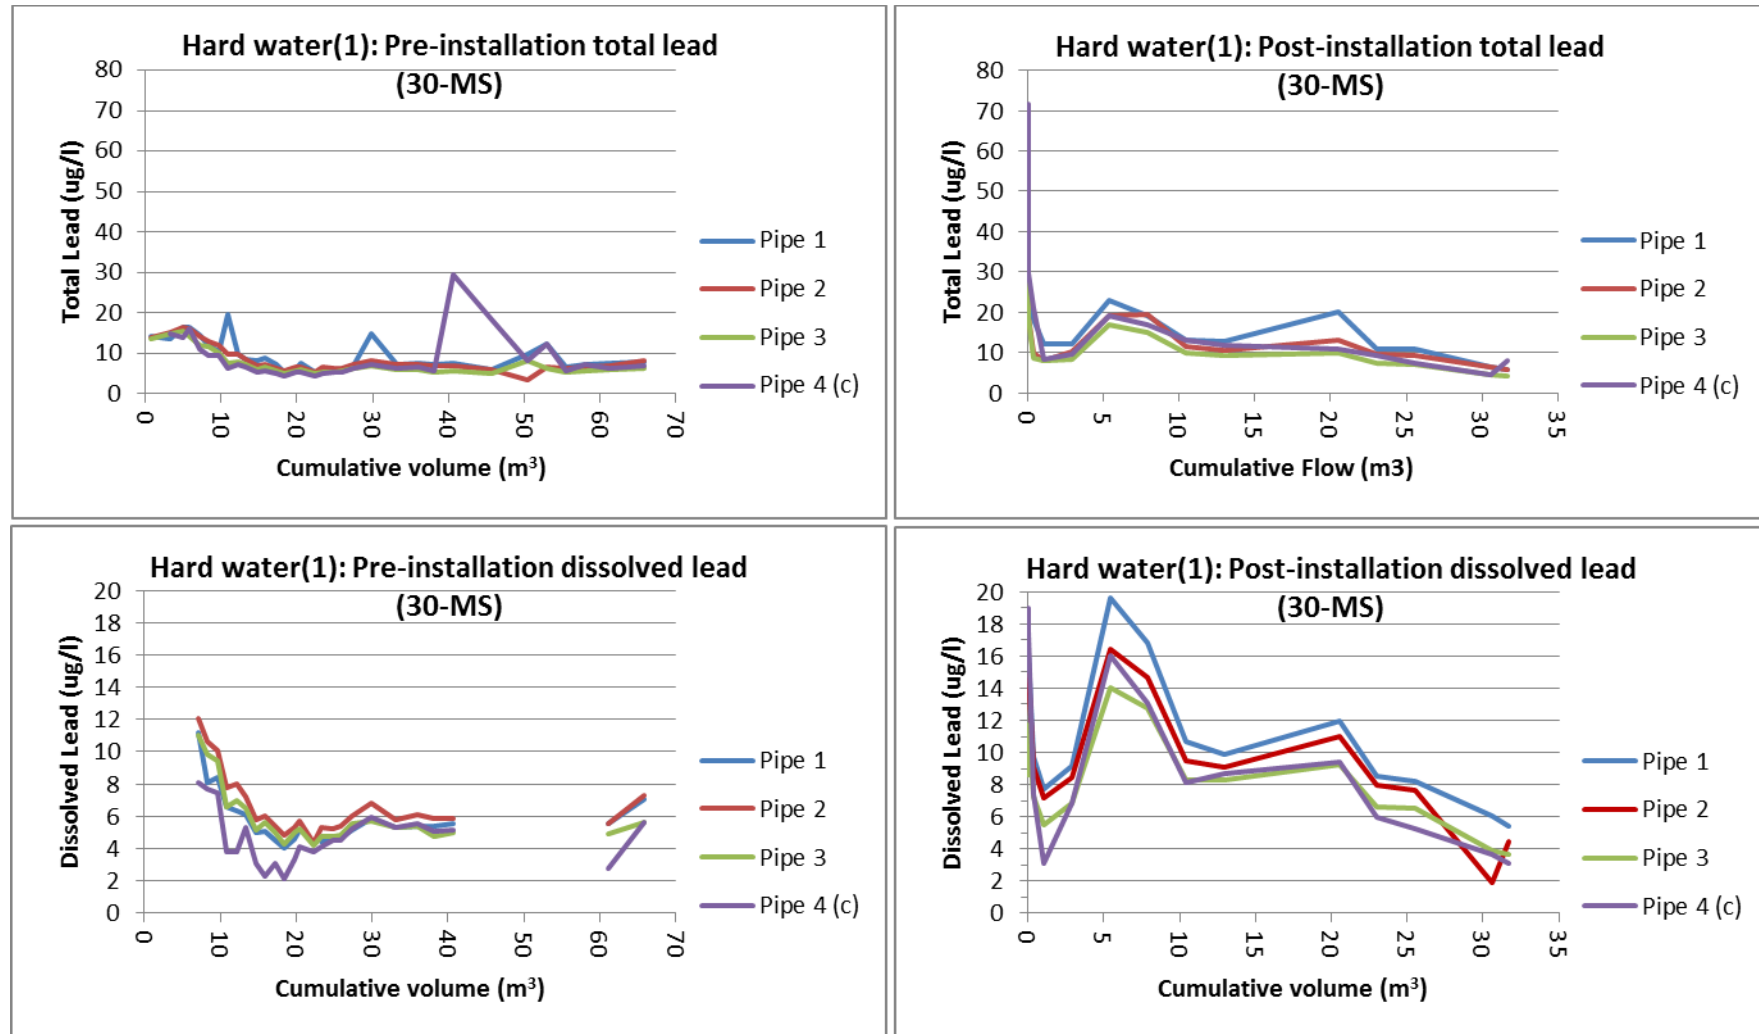 Hard water(1): Pre-installation total lead
(30-MS)
Total Lead (ug/l)
80
70
60
50
40
30
20
10
0
0
10
20
30
40
50
60
70
Cumulative volume (m³)
Pipe 1
Pipe 2
Pipe 3
Pipe 4 (c)
Hard water(1): Post-installation total lead
(30-MS)
Total Lead (ug/l)
80
70
60
50
40
30
20
10
0
0
5
10
15
20
25
30
35
Cumulative Flow (m3)
Pipe 1
Pipe 2
Pipe 3
Pipe 4 (c)
Hard water(1): Pre-installation dissolved lead
(30-MS)
Dissolved Lead (ug/l)
20
18
16
14
12
10
8
6
4
2
0
0
10
20
30
40
50
60
70
Cumulative volume (m³)
Pipe 1
Pipe 2
Pipe 3
Pipe 4 (c)
Hard water(1): Post-installation dissolved lead
(30-MS)
Dissolved Lead (ug/l)
20
18
16
14
12
10
8
6
4
2
0
0
5
10
15
20
25
30
35
Cumulative volume (m³)
Pipe 1
Pipe 2
Pipe 3
Pipe 4 (c)